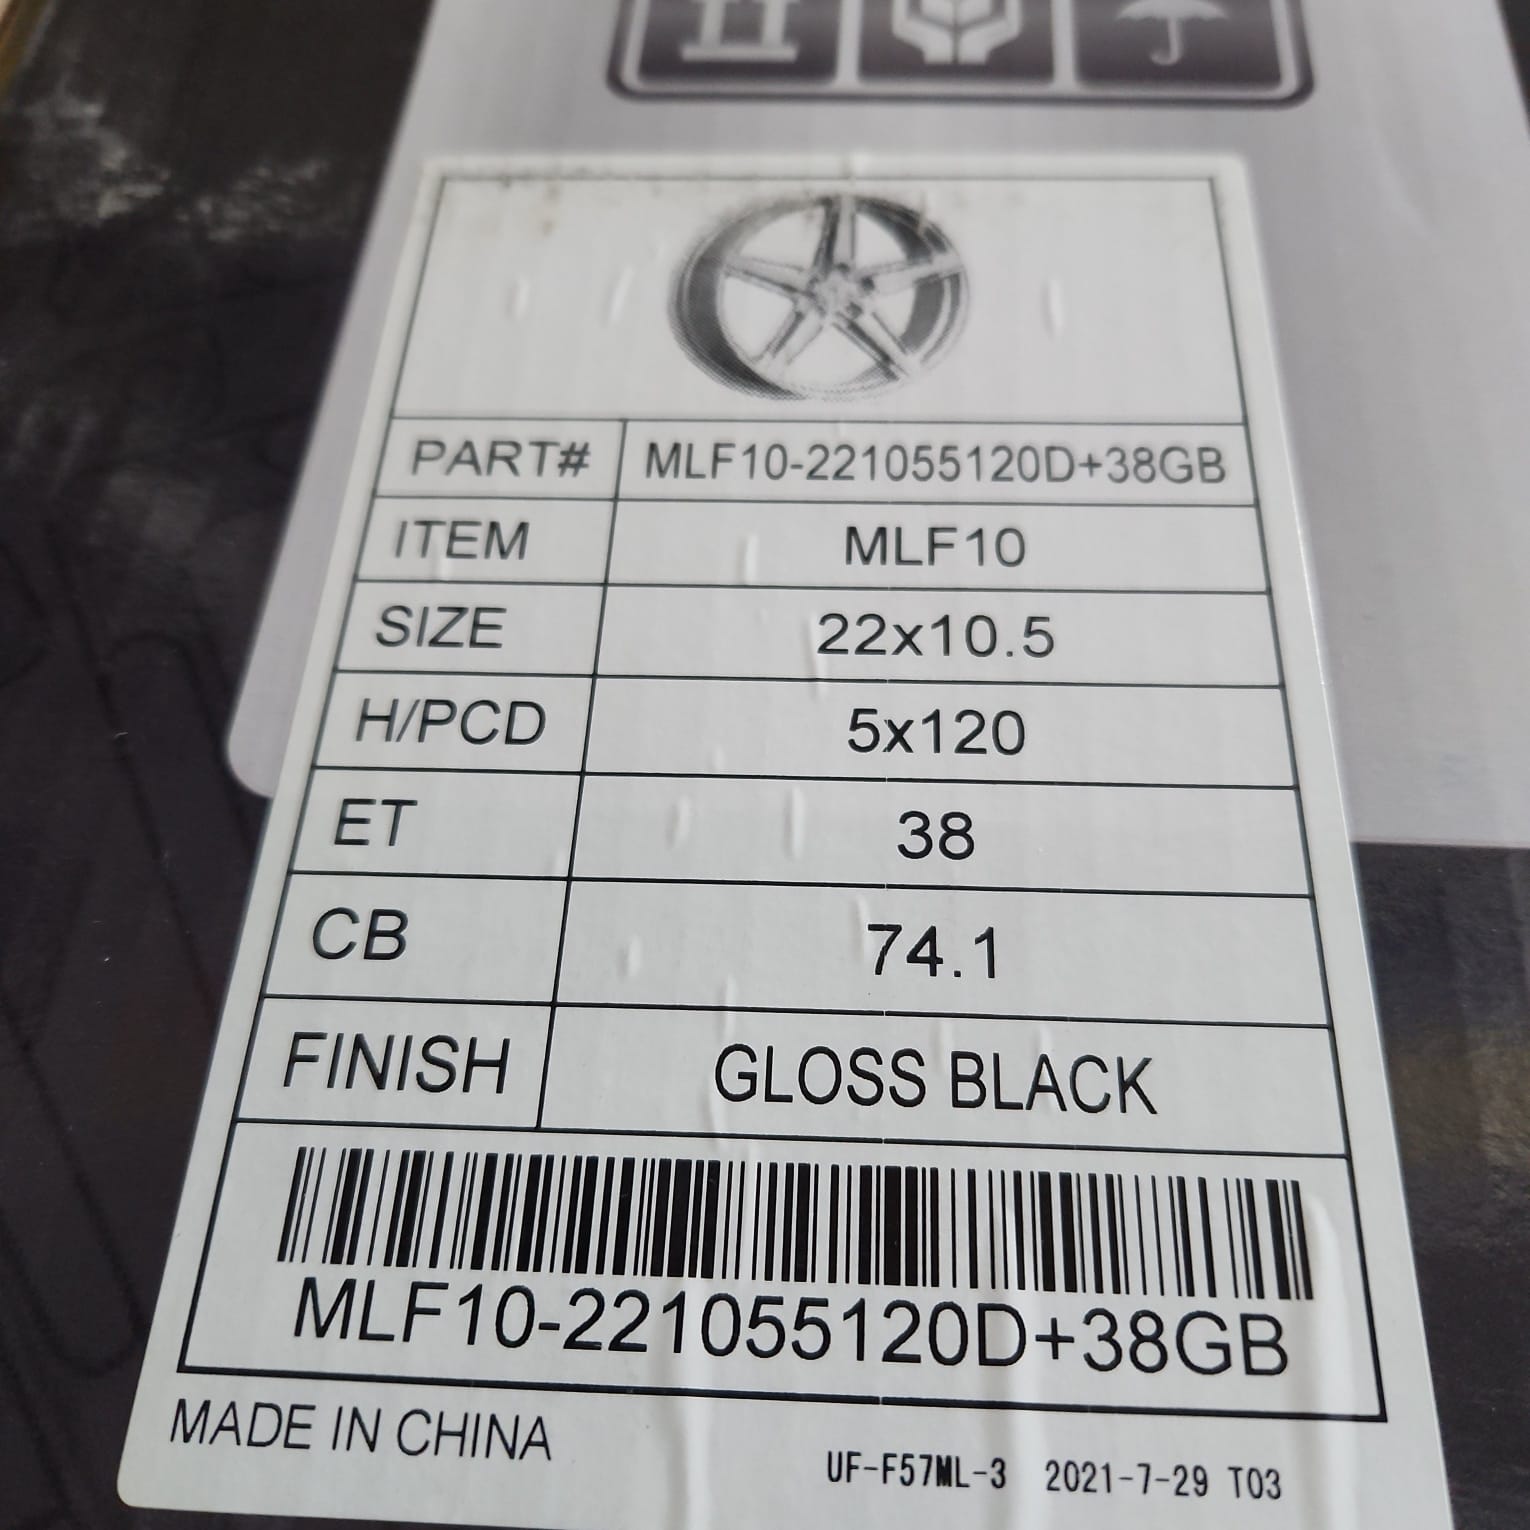 PART# MLF10-221055120D+38GB
ITEM MLF10
SIZE 22x10.5
H/PCD 5x120
ET 38
CB 74.1
FINISH GLOSS BLACK
MLF10-221055120D+38GB
MADE IN CHINA
UF-F57ML-3 2021-7-29 T03